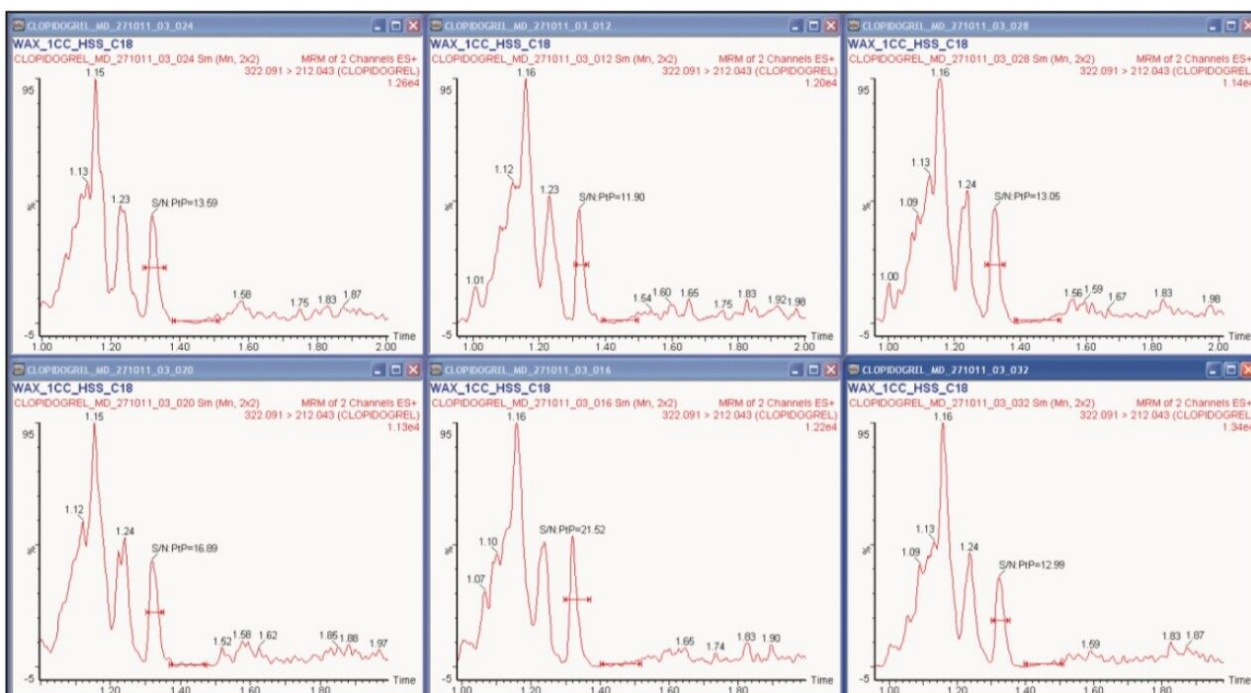 CLOPIDOGREL_MD_271011_03_024
WAX_1CC_HSS_C18
CLOPIDOGREL_MD_271011_03_024 Sm (Mn, 2x2) MRM of 2 Channels ES+
322.091 > 212.043 (CLOPIDOGREL)
1.26e4
1.15
95
1.13
1.23
S/N:PtP=13.59
%
1.58
1.75
1.83
1.87
-5
Time
1.00 1.20 1.40 1.60 1.80 2.00
CLOPIDOGREL_MD_271011_03_012
WAX_1CC_HSS_C18
CLOPIDOGREL_MD_271011_03_012 Sm (Mn, 2x2) MRM of 2 Channels ES+
322.091 > 212.043 (CLOPIDOGREL)
1.20e4
1.16
95
1.12
1.23
S/N:PtP=11.90
%
1.01
1.54
1.60
1.65
1.75
1.83
1.92
1.98
-5
Time
1.00 1.20 1.40 1.60 1.80 2.00
CLOPIDOGREL_MD_271011_03_028
WAX_1CC_HSS_C18
CLOPIDOGREL_MD_271011_03_028 Sm (Mn, 2x2) MRM of 2 Channels ES+
322.091 > 212.043 (CLOPIDOGREL)
1.14e4
1.16
95
1.13
1.09
1.24
S/N:PtP=13.05
%
1.00
1.56
1.59
1.67
1.83
1.98
-5
Time
1.00 1.20 1.40 1.60 1.80 2.00
CLOPIDOGREL_MD_271011_03_020
WAX_1CC_HSS_C18
CLOPIDOGREL_MD_271011_03_020 Sm (Mn, 2x2) MRM of 2 Channels ES+
322.091 > 212.043 (CLOPIDOGREL)
1.13e4
1.15
95
1.12
1.24
S/N:PtP=16.89
%
1.52
1.58
1.62
1.85
1.88
1.97
-5
Time
1.20 1.40 1.60 1.80
CLOPIDOGREL_MD_271011_03_016
WAX_1CC_HSS_C18
CLOPIDOGREL_MD_271011_03_016 Sm (Mn, 2x2) MRM of 2 Channels ES+
322.091 > 212.043 (CLOPIDOGREL)
1.22e4
1.16
95
S/N:PtP=21.52
1.10
1.07
%
1.65
1.74
1.83
1.90
-5
Time
1.00 1.20 1.40 1.60 1.80 2.00
CLOPIDOGREL_MD_271011_03_032
WAX_1CC_HSS_C18
CLOPIDOGREL_MD_271011_03_032 Sm (Mn, 2x2) MRM of 2 Channels ES+
322.091 > 212.043 (CLOPIDOGREL)
1.34e4
1.16
95
1.13
1.09
1.24
S/N:PtP=12.99
%
1.59
1.83
1.87
-5
Time
1.00 1.20 1.40 1.60 1.80 2.00